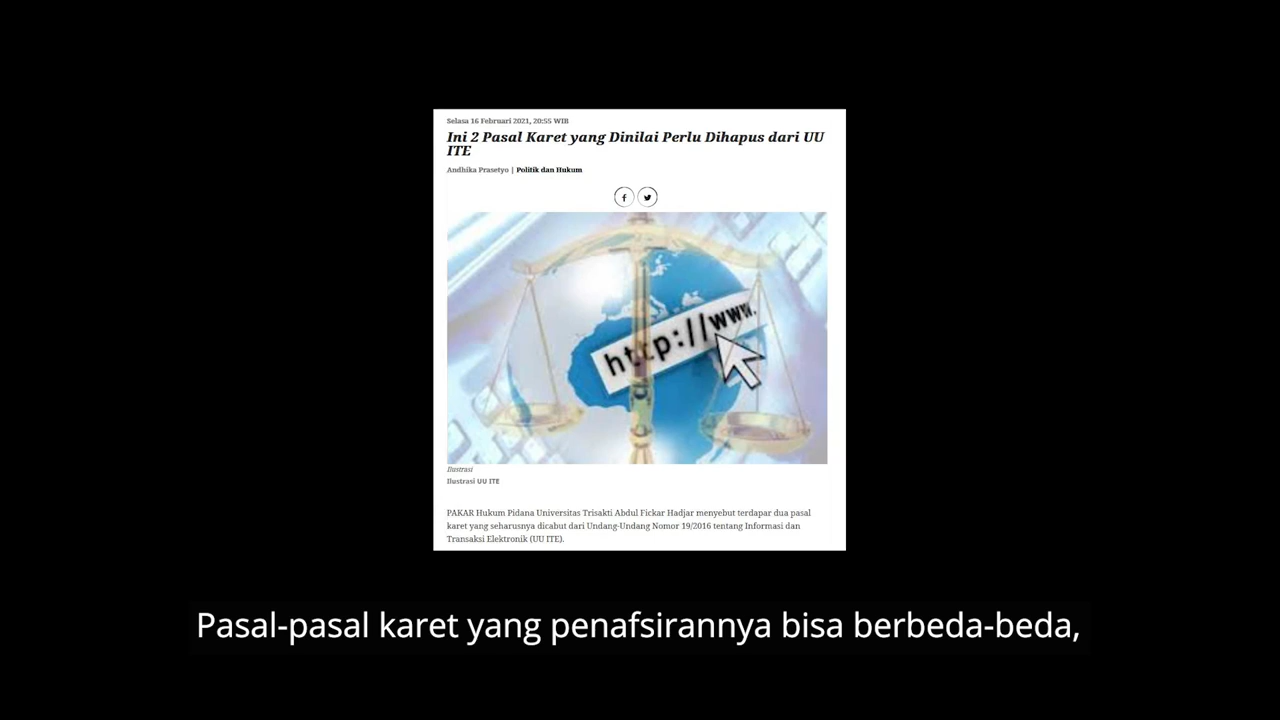 Selasa 16 Februari 2021, 20:55 WIB
Ini 2 Pasal Karet yang Dinilai Perlu Dihapus dari UU
ITE
Andhika Prasetyo | Politik dan Hukum
http://www.
Ilustrasi
Ilustrasi UU ITE
PAKAR Hukum Pidana Universitas Trisakti Abdul Fickar Hadjar menyebut terdapar dua pasal
karet yang seharusnya dicabut dari Undang-Undang Nomor 19/2016 tentang Informasi dan
Transaksi Elektronik (UU ITE).
Pasal-pasal karet yang penafsirannya bisa berbeda-beda,